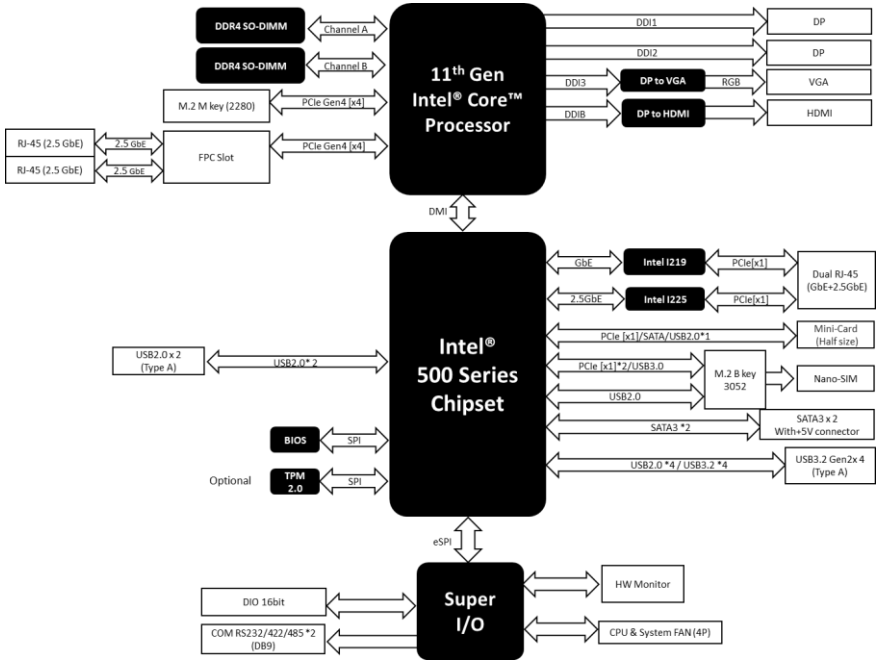 DDR4 SO-DIMM
Channel A
DDR4 SO-DIMM
Channel B
M.2 M key (2280)
PCIe Gen4 [x4]
RJ-45 (2.5 GbE)
2.5 GbE
RJ-45 (2.5 GbE)
2.5 GbE
FPC Slot
PCIe Gen4 [x4]
11th Gen
Intel® Core™
Processor
DDI1
DP
DDI2
DP
DDI3
DP to VGA
RGB
VGA
DDIB
DP to HDMI
HDMI
DMI
Intel®
500 Series
Chipset
GbE
Intel I219
PCIe[x1]
2.5GbE
Intel I225
PCIe[x1]
Dual RJ-45
(GbE+2.5GbE)
PCIe [x1]/SATA/USB2.0*1
Mini-Card
(Half size)
PCIe [x1]*2/USB3.0
USB2.0
M.2 B key
3052
Nano-SIM
SATA3 *2
SATA3 x 2
With+5V connector
USB2.0 *4 / USB3.2 *4
USB3.2 Gen2x 4
(Type A)
USB2.0 x 2
(Type A)
USB2.0* 2
BIOS
SPI
Optional
TPM
2.0
SPI
eSPI
Super
I/O
DIO 16bit
COM RS232/422/485 *2
(DB9)
HW Monitor
CPU & System FAN (4P)